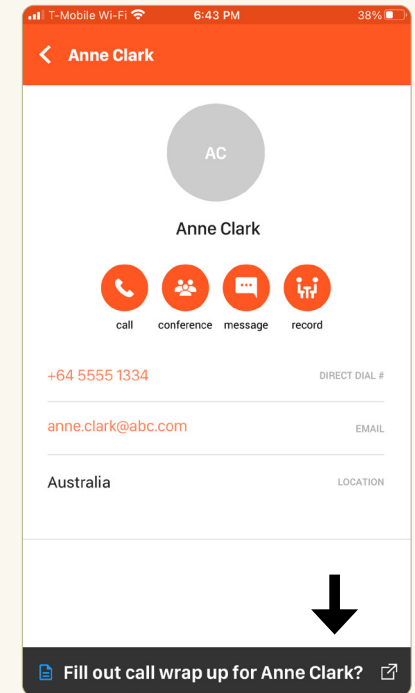 T-Mobile Wi-Fi 6:43 PM 38%
Anne Clark
AC
Anne Clark
call conference message record
+64 5555 1334 DIRECT DIAL #
anne.clark@abc.com EMAIL
Australia LOCATION
Fill out call wrap up for Anne Clark?